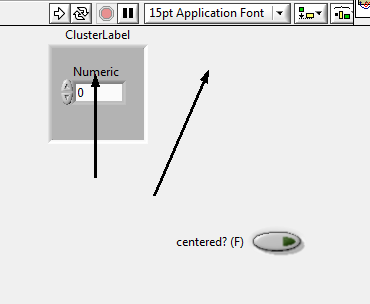 15pt Application Font
ClusterLabel
Numeric
0
centered? (F)